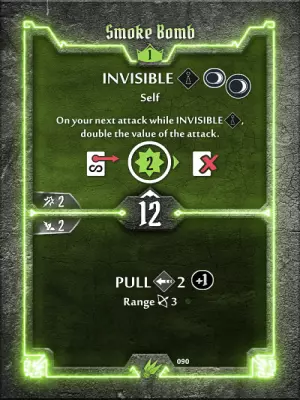 Smoke Bomb
1
INVISIBLE
Self
On your next attack while INVISIBLE,
double the value of the attack.
2
2
12
2
PULL 2 +1
Range 3
090